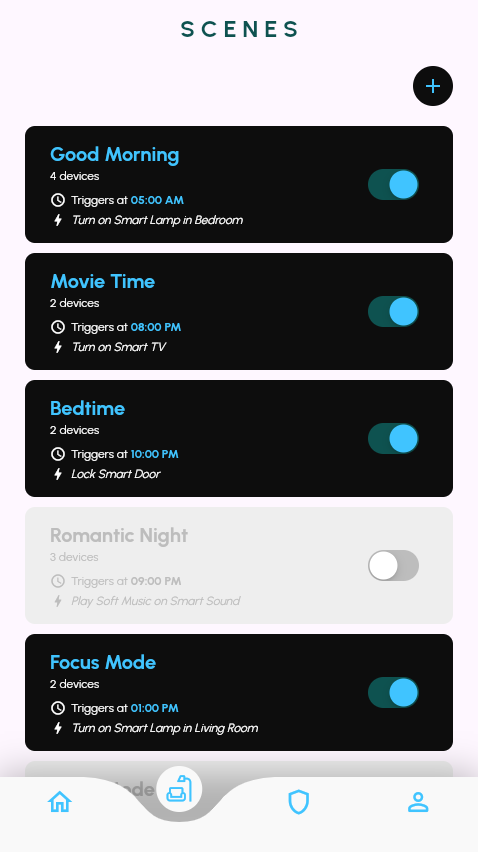 SCENES
Good Morning
4 devices
Triggers at 05:00 AM
Turn on Smart Lamp in Bedroom
Movie Time
2 devices
Triggers at 08:00 PM
Turn on Smart TV
Bedtime
2 devices
Triggers at 10:00 PM
Lock Smart Door
Romantic Night
3 devices
Triggers at 09:00 PM
Play Soft Music on Smart Sound
Focus Mode
2 devices
Triggers at 01:00 PM
Turn on Smart Lamp in Living Room